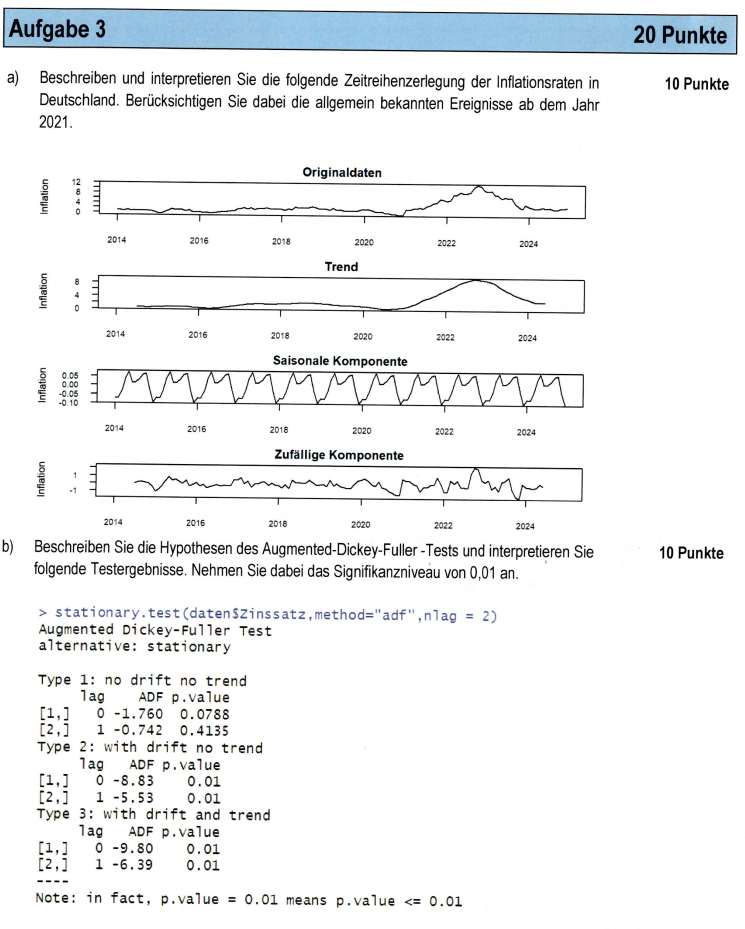 Aufgabe 3 20 Punkte
a) Beschreiben und interpretieren Sie die folgende Zeitreihenzerlegung der Inflationsraten in 10 Punkte
Deutschland. Berücksichtigen Sie dabei die allgemein bekannten Ereignisse ab dem Jahr
2021.
Originaldaten
Inflation
12
8
4
0
2014 2016 2018 2020 2022 2024
Trend
Inflation
8
4
0
2014 2016 2018 2020 2022 2024
Saisonale Komponente
Inflation
0.05
0.00
-0.05
-0.10
2014 2016 2018 2020 2022 2024
Zufällige Komponente
Inflation
1
-1
2014 2016 2018 2020 2022 2024
b) Beschreiben Sie die Hypothesen des Augmented-Dickey-Fuller -Tests und interpretieren Sie 10 Punkte
folgende Testergebnisse. Nehmen Sie dabei das Signifikanzniveau von 0,01 an.
> stationary.test(daten$Zinssatz,method="adf",nlag = 2)
Augmented Dickey-Fuller Test
alternative: stationary
Type 1: no drift no trend
lag ADF p.value
[1,] 0 -1.760 0.0788
[2,] 1 -0.742 0.4135
Type 2: with drift no trend
lag ADF p.value
[1,] 0 -8.83 0.01
[2,] 1 -5.53 0.01
Type 3: with drift and trend
lag ADF p.value
[1,] 0 -9.80 0.01
[2,] 1 -6.39 0.01
----
Note: in fact, p.value = 0.01 means p.value <= 0.01